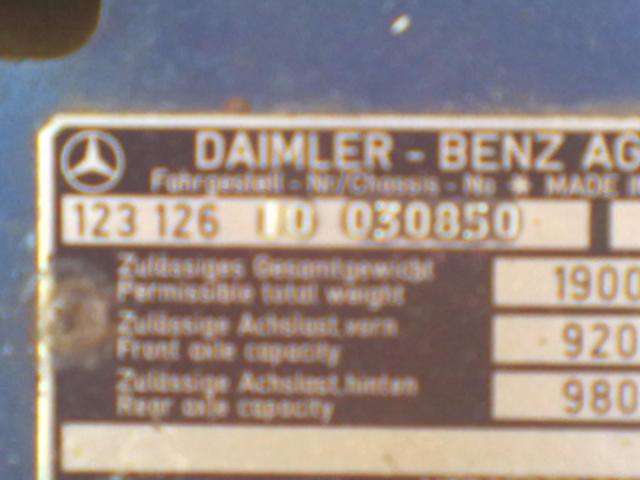 DAIMLER - BENZ AG
Fahrgestell - Nr/Chassis - No ✱ MADE
123 126 10 030850
Zulässiges Gesamtgewicht
Permissible total weight
1900
Zulässige Achslast,vorn
Front axle capacity
920
Zulässige Achslast,hinten
Rear axle capacity
980